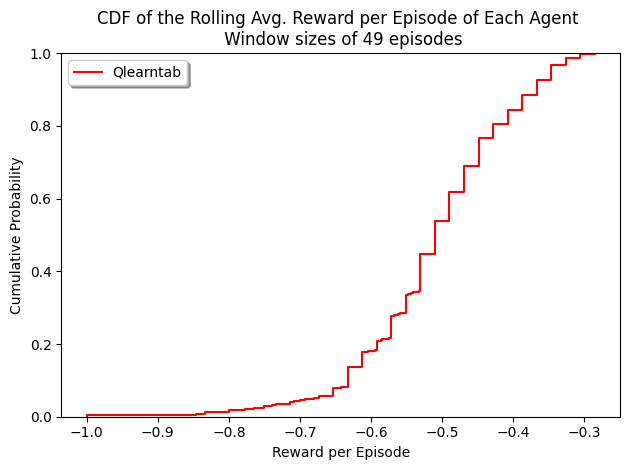 CDF of the Rolling Avg. Reward per Episode of Each Agent
Window sizes of 49 episodes
Qlearntab
Cumulative Probability
1.0
0.8
0.6
0.4
0.2
0.0
−1.0 −0.9 −0.8 −0.7 −0.6 −0.5 −0.4 −0.3
Reward per Episode